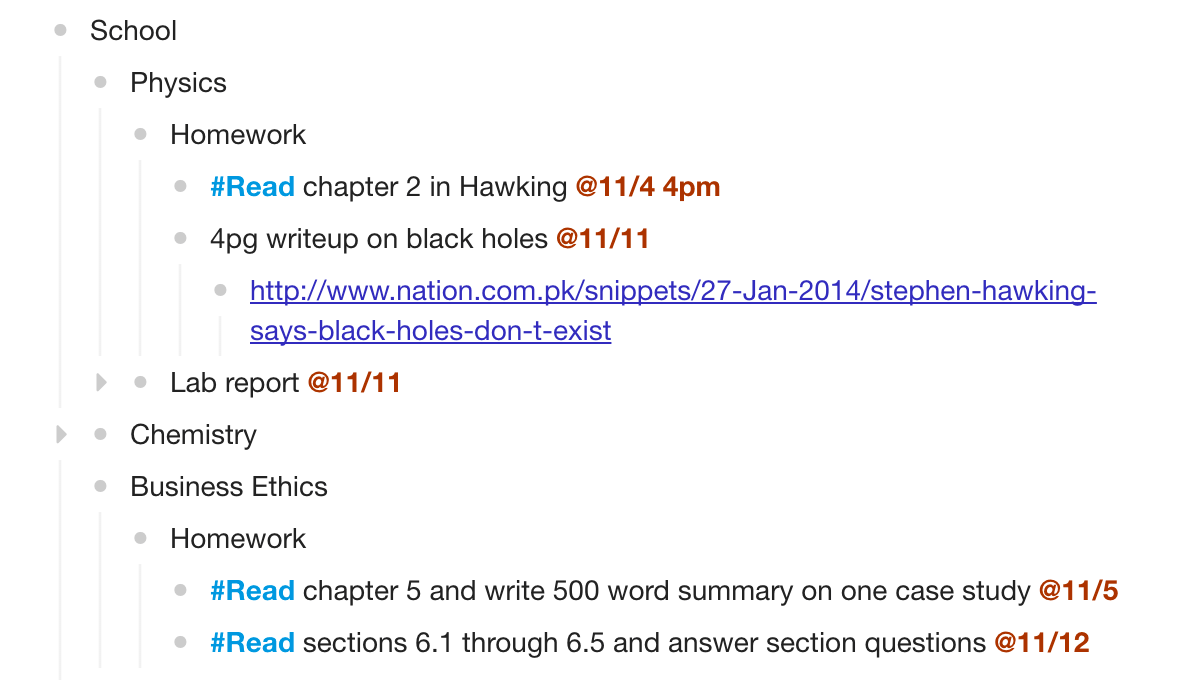 School
Physics
Homework
#Read chapter 2 in Hawking @11/4 4pm
4pg writeup on black holes @11/11
http://www.nation.com.pk/snippets/27-Jan-2014/stephen-hawking-
says-black-holes-don-t-exist
Lab report @11/11
Chemistry
Business Ethics
Homework
#Read chapter 5 and write 500 word summary on one case study @11/5
#Read sections 6.1 through 6.5 and answer section questions @11/12